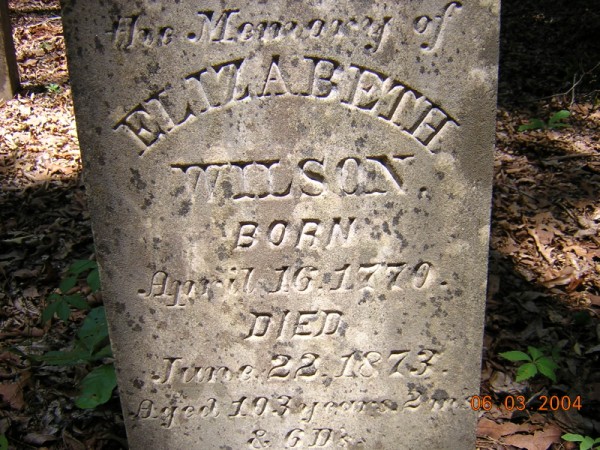 the Memory of
ELIZABETH
WILSON,
BORN
April 16. 1770.
DIED
June 22. 1873.
Aged 103 years 2 m
& 6 Ds.
06 03 2004